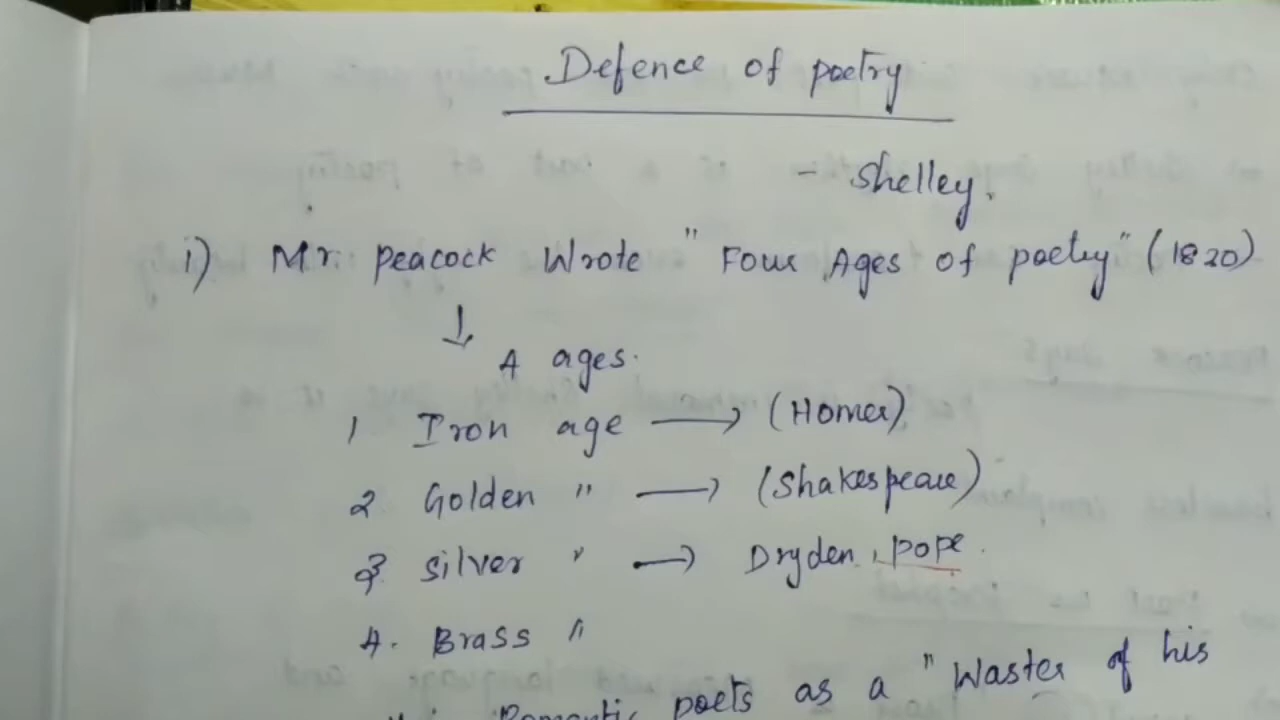 Defence of poetry
- Shelley.
i) Mr. Peacock Wrote "Four Ages of poetry" (1820)
↓
4 ages.
1 Iron age → (Homer)
2 Golden " → (Shakespeare)
3 Silver " → Dryden, pope.
4. Brass "
Romantic poets as a "Waster of his